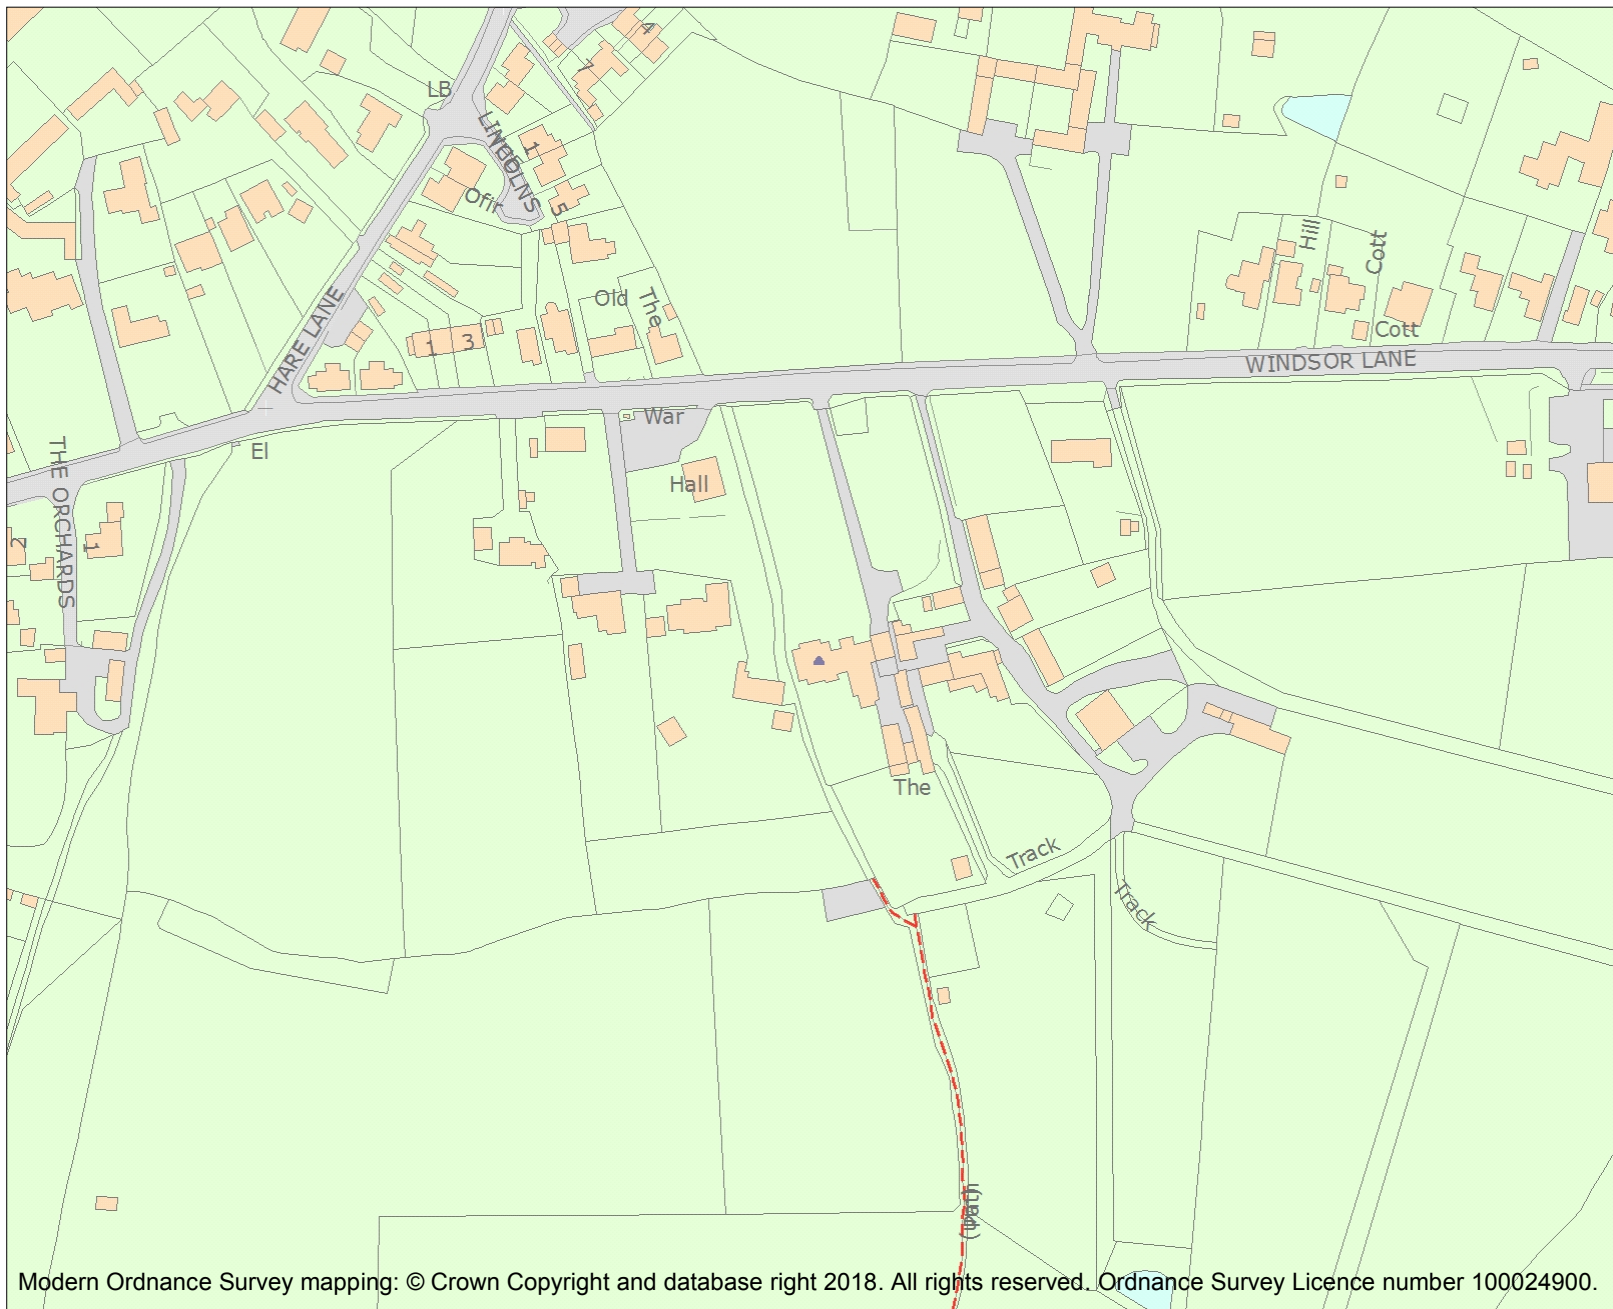 4
7
LB
LINCOLNS
1
5
Ofir
Hill
Cott
Old
The
HARE LANE
1 3
Cott
WINDSOR LANE
War
El
THE ORCHARDS
Hall
2
1
The
Track
Track
(path
Modern Ordnance Survey mapping: © Crown Copyright and database right 2018. All rights reserved. Ordnance Survey Licence number 100024900.